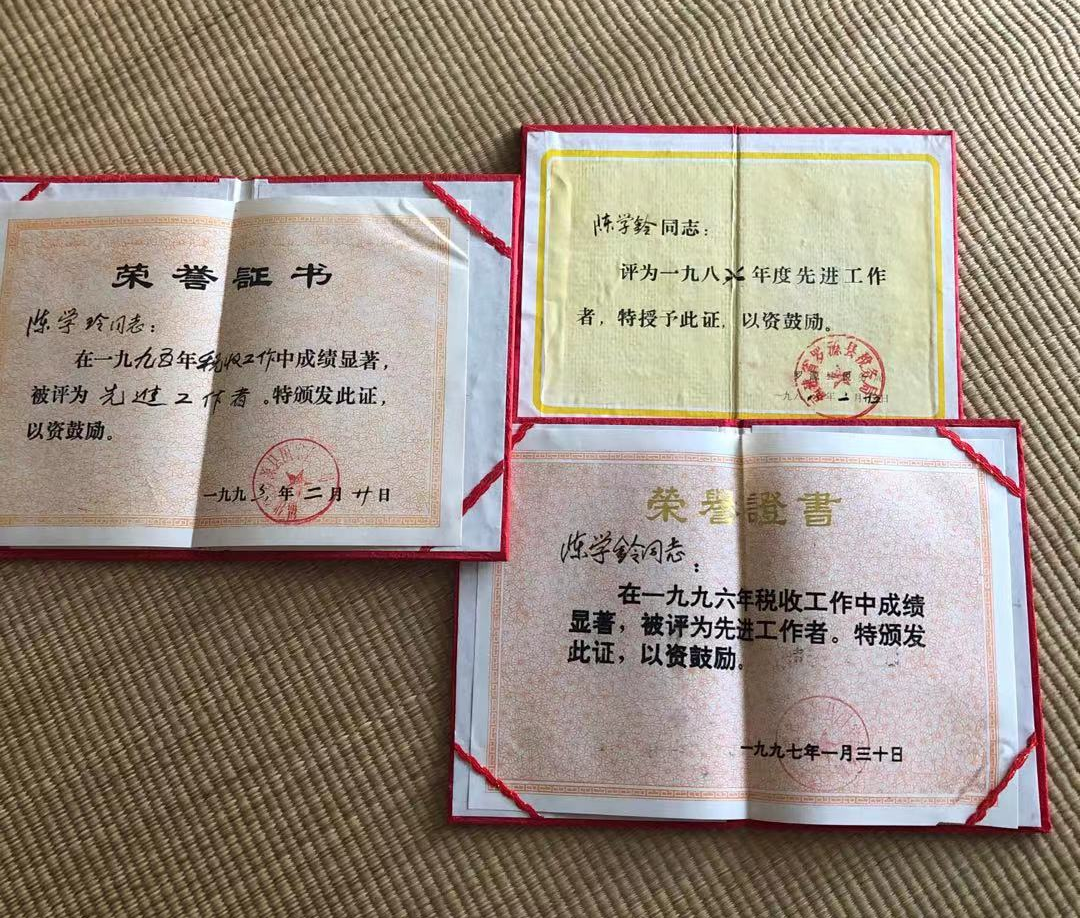 荣誉証书
陈学玲同志：
在一九九五年税收工作中成绩显著，
被评为先进工作者。特颁发此证，
以资鼓励。
一九九六年二月廿日
陈学铃同志：
评为一九八六年度先进工作
者，特授予此证，以资鼓励。
县税务局
荣誉證書
陈学铃同志：
在一九九六年税收工作中成绩
显著，被评为先进工作者。特颁发
此证，以资鼓励。
一九九七年一月三十日